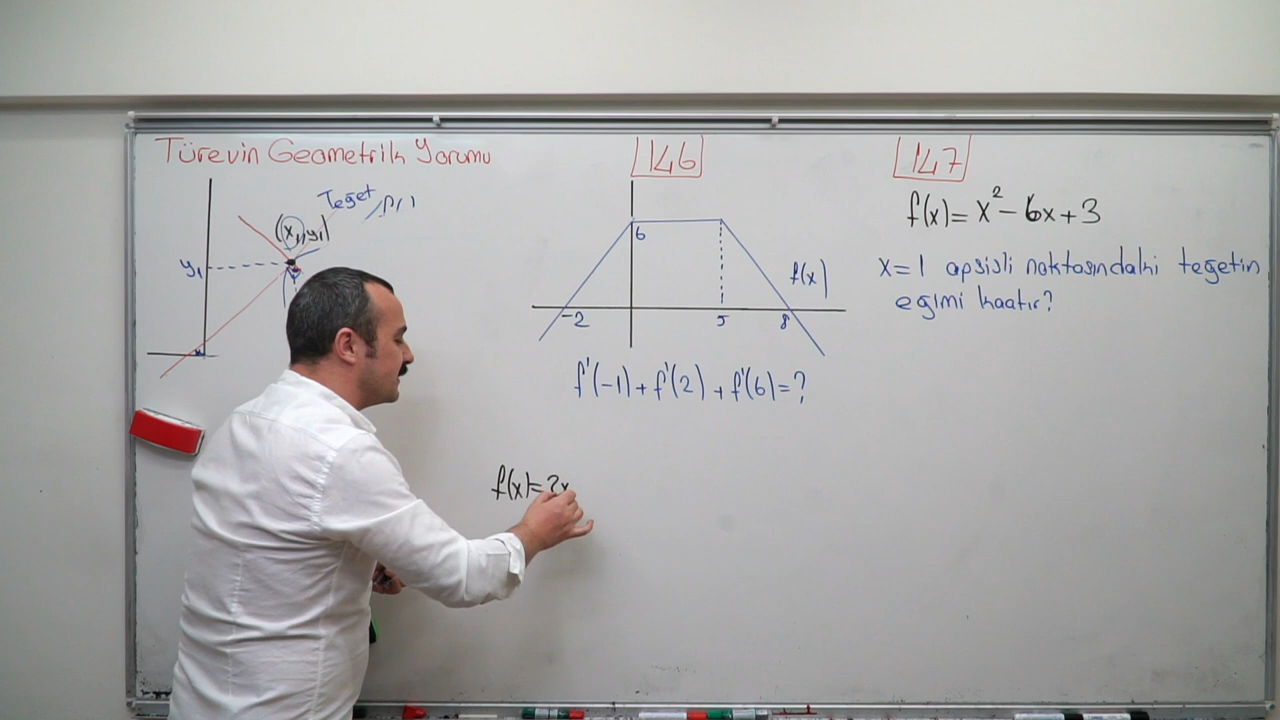 Türevin Geometrik Yorumu
Teğet
(x₁,y₁)
y₁
146
6
f(x)
-2
5
8
f'(-1)+f'(2)+f'(6)=?
f(x)=2x
147
f(x)=x²-6x+3
x=1 apsisli noktasındaki teğetin
eğimi kaçtır?